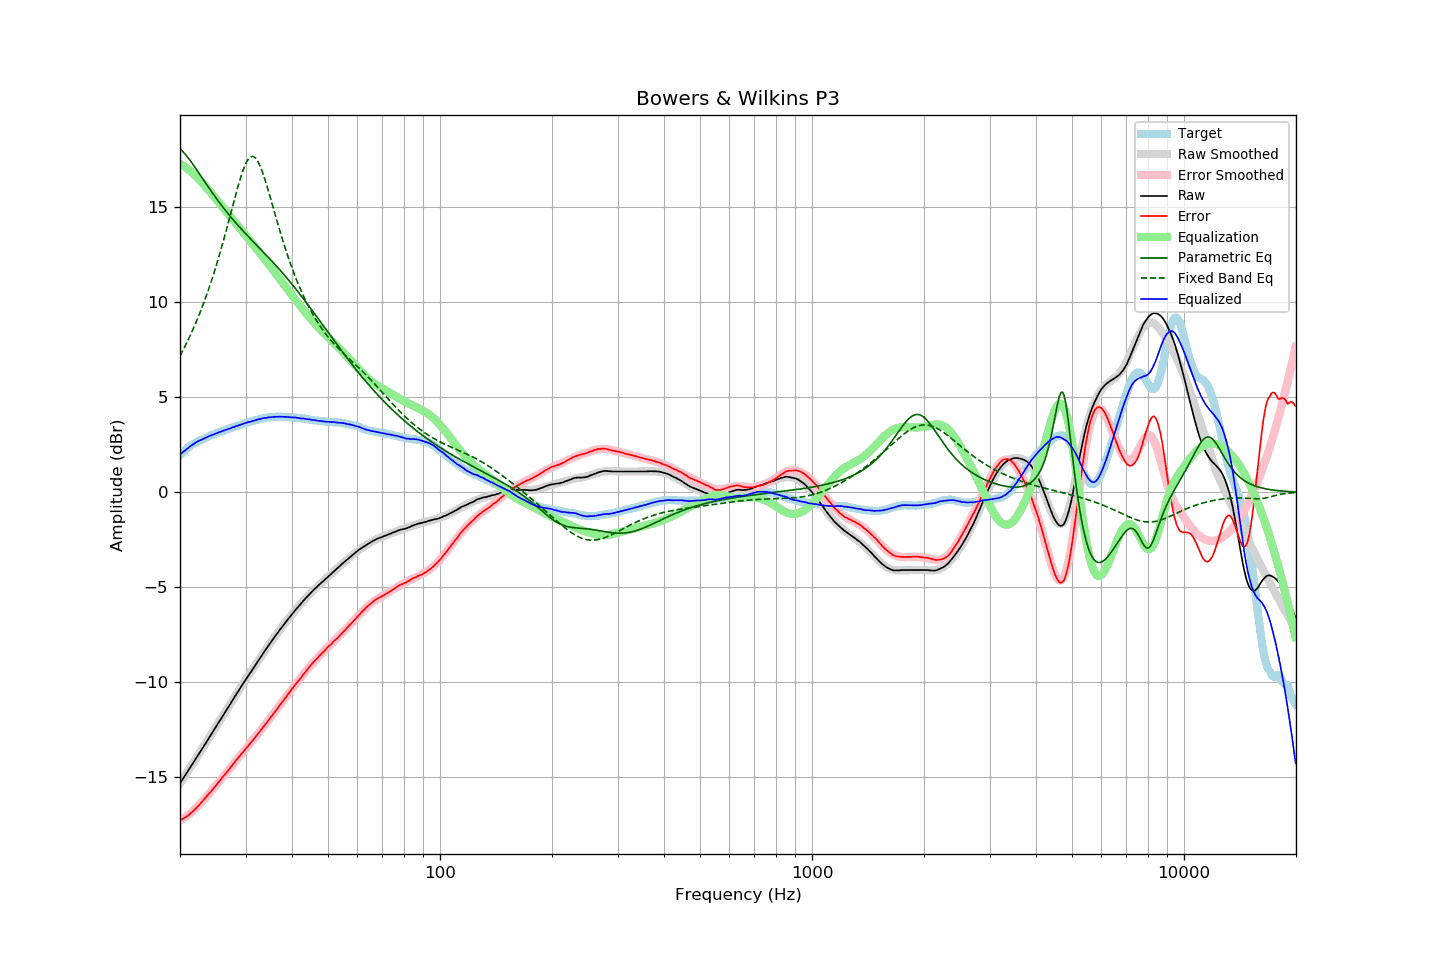 Bowers & Wilkins P3
Target
Raw Smoothed
Error Smoothed
Raw
Error
Equalization
Parametric Eq
Fixed Band Eq
Equalized
15
10
5
0
−5
−10
−15
Amplitude (dBr)
100
1000
10000
Frequency (Hz)